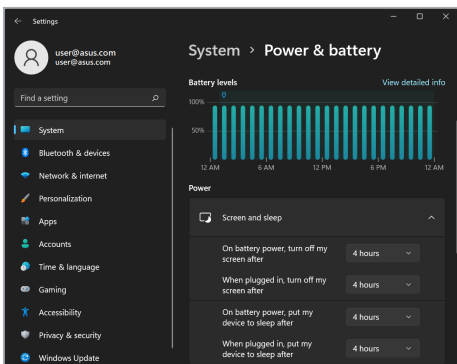 Settings
user@asus.com
user@asus.com
System > Power & battery
Find a setting
Battery levels
View detailed info
100%
50%
12 AM 6 AM 12 PM 6 PM 12 AM
System
Bluetooth & devices
Network & internet
Personalization
Apps
Accounts
Time & language
Gaming
Accessibility
Privacy & security
Windows Update
Power
Screen and sleep
On battery power, turn off my
screen after
4 hours
When plugged in, turn off my
screen after
4 hours
On battery power, put my
device to sleep after
4 hours
When plugged in, put my
device to sleep after
4 hours